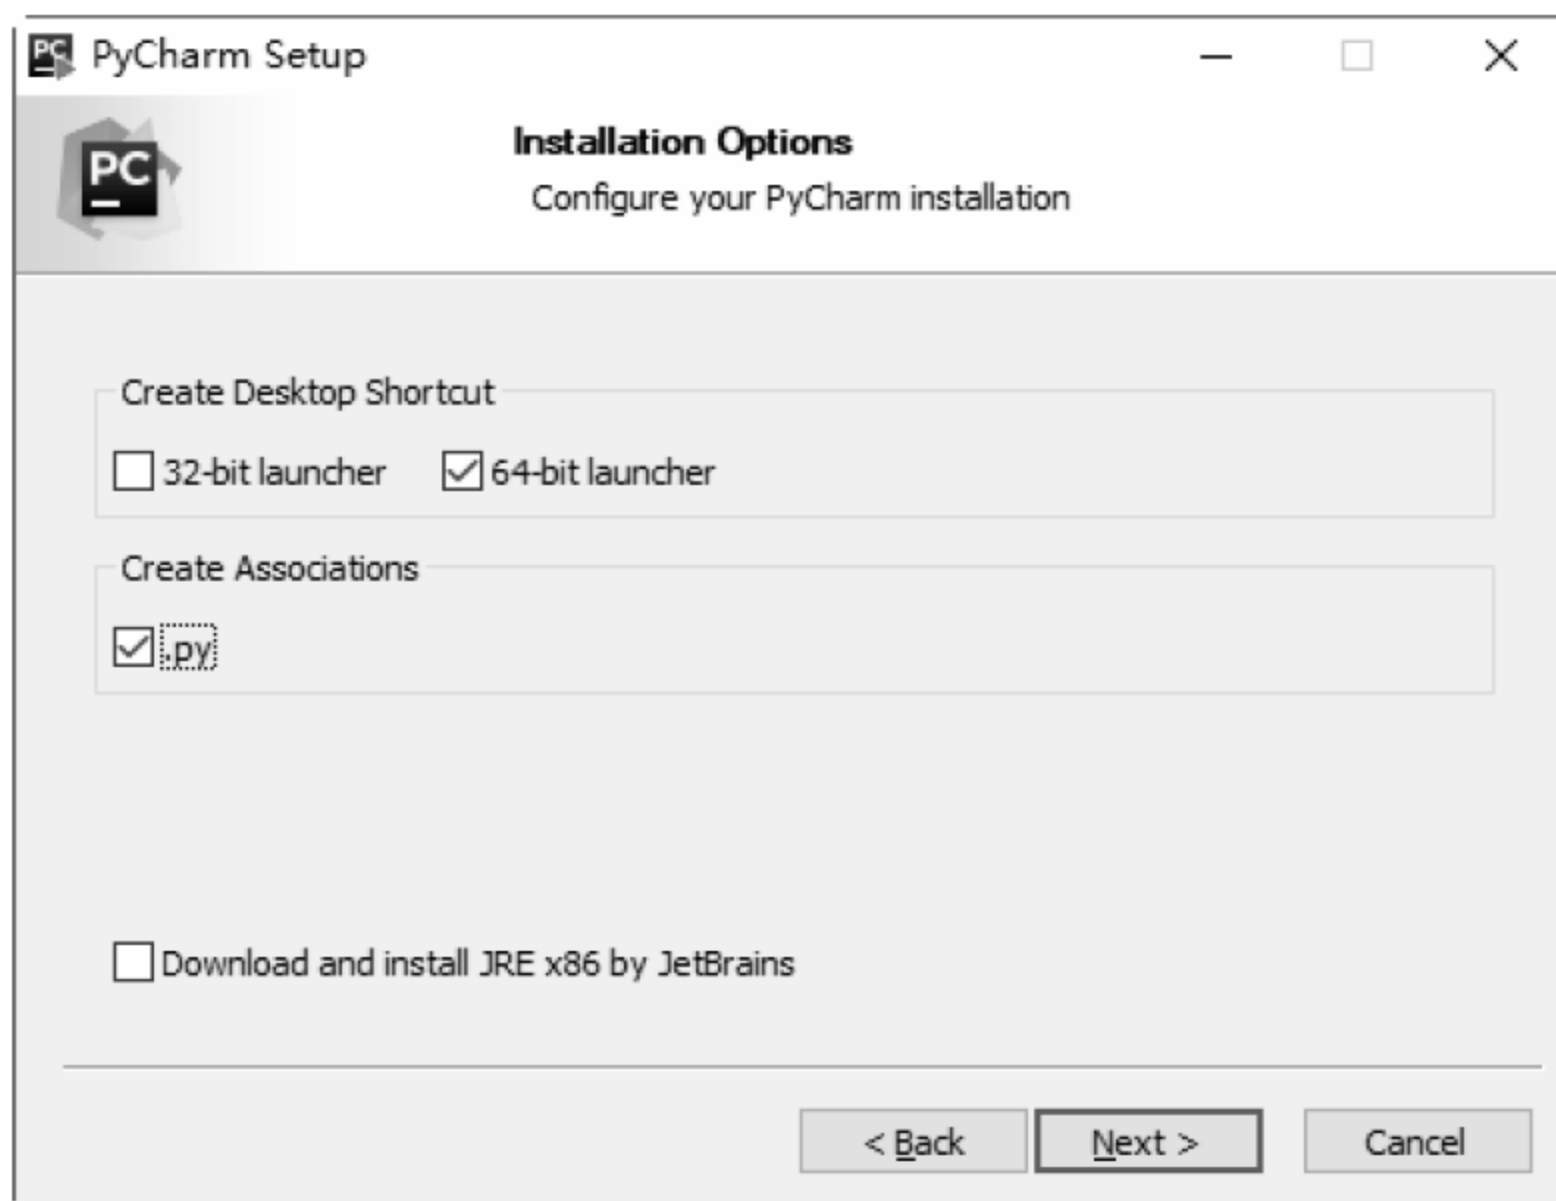 PC PyCharm Setup
PC
Installation Options
Configure your PyCharm installation
Create Desktop Shortcut
32-bit launcher 64-bit launcher
Create Associations
.py
Download and install JRE x86 by JetBrains
< Back Next > Cancel